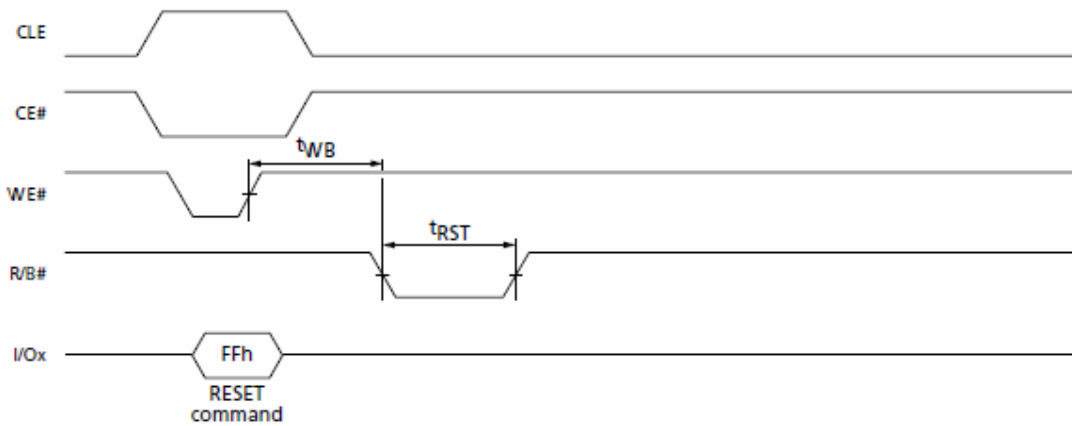 CLE
CE#
tWB
WE#
tRST
R/B#
I/Ox
FFh
RESET
command